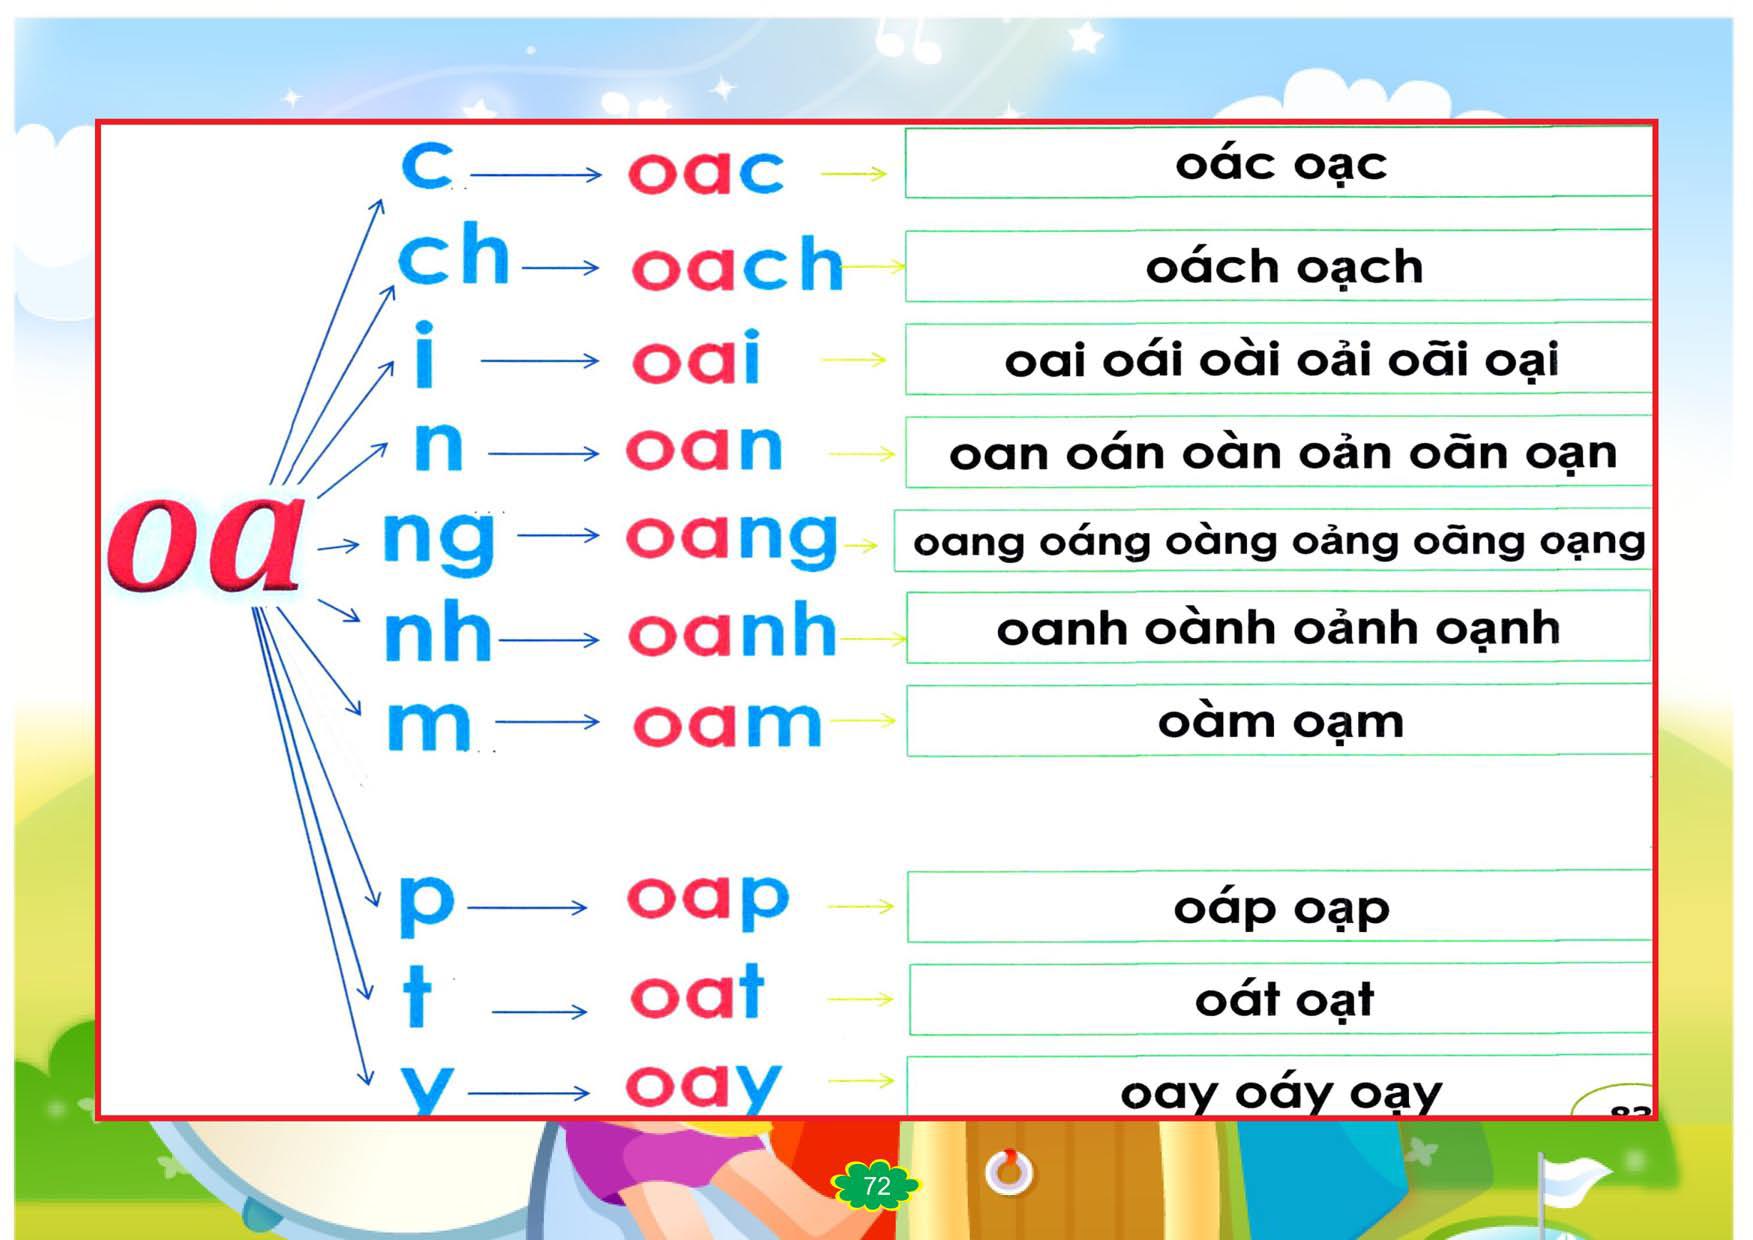 c oac oác oạc
ch oach oách oạch
i oai oai oái oài oải oãi oại
n oan oan oán oàn oản oãn oạn
oa
ng oang oang oáng oàng oảng oãng oạng
nh oanh oanh oành oảnh oạnh
m oam oàm oạm
p oap oáp oạp
t oat oát oạt
y oay oay oáy oạy
72